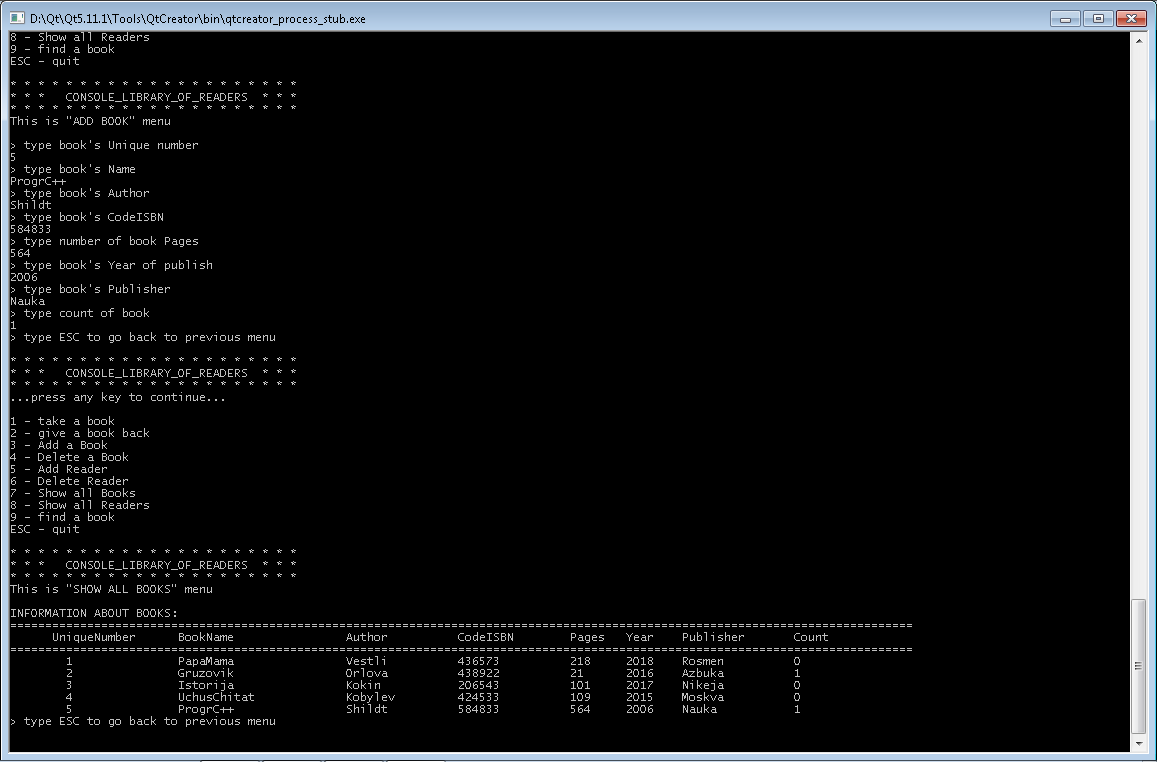 D:\Qt\Qt5.11.1\Tools\QtCreator\bin\qtcreator_process_stub.exe
8 - Show all Readers
9 - find a book
ESC - quit
* * * * * * * * * * * * * * * * * * * * *
* * *   CONSOLE_LIBRARY_OF_READERS  * * *
* * * * * * * * * * * * * * * * * * * * *
This is "ADD BOOK" menu
> type book's Unique number
5
> type book's Name
ProgrC++
> type book's Author
Shildt
> type book's CodeISBN
584833
> type number of book Pages
564
> type book's Year of publish
2006
> type book's Publisher
Nauka
> type count of book
1
> type ESC to go back to previous menu
* * * * * * * * * * * * * * * * * * * * *
* * *   CONSOLE_LIBRARY_OF_READERS  * * *
* * * * * * * * * * * * * * * * * * * * *
...press any key to continue...
1 - take a book
2 - give a book back
3 - Add a Book
4 - Delete a Book
5 - Add Reader
6 - Delete Reader
7 - Show all Books
8 - Show all Readers
9 - find a book
ESC - quit
* * * * * * * * * * * * * * * * * * * * *
* * *   CONSOLE_LIBRARY_OF_READERS  * * *
* * * * * * * * * * * * * * * * * * * * *
This is "SHOW ALL BOOKS" menu
INFORMATION ABOUT BOOKS:
=================================================================================================================================
UniqueNumber BookName Author CodeISBN Pages Year Publisher Count
=================================================================================================================================
1 PapaMama Vestli 436573 218 2018 Rosmen 0
2 Gruzovik Orlova 438922 21 2016 Azbuka 1
3 Istorija Kokin 206543 101 2017 Nikeja 0
4 UchusChitat Kobylev 424533 109 2015 Moskva 0
5 ProgrC++ Shildt 584833 564 2006 Nauka 1
> type ESC to go back to previous menu